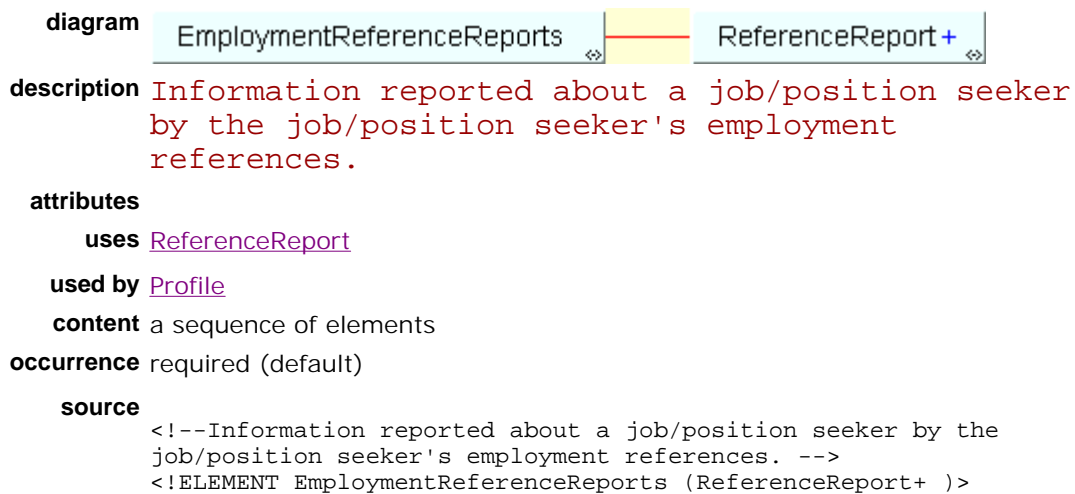 diagram EmploymentReferenceReports ReferenceReport+
description Information reported about a job/position seeker
by the job/position seeker's employment
references.
attributes
uses ReferenceReport
used by Profile
content a sequence of elements
occurrence required (default)
source
<!--Information reported about a job/position seeker by the
job/position seeker's employment references. -->
<!ELEMENT EmploymentReferenceReports (ReferenceReport+ )>